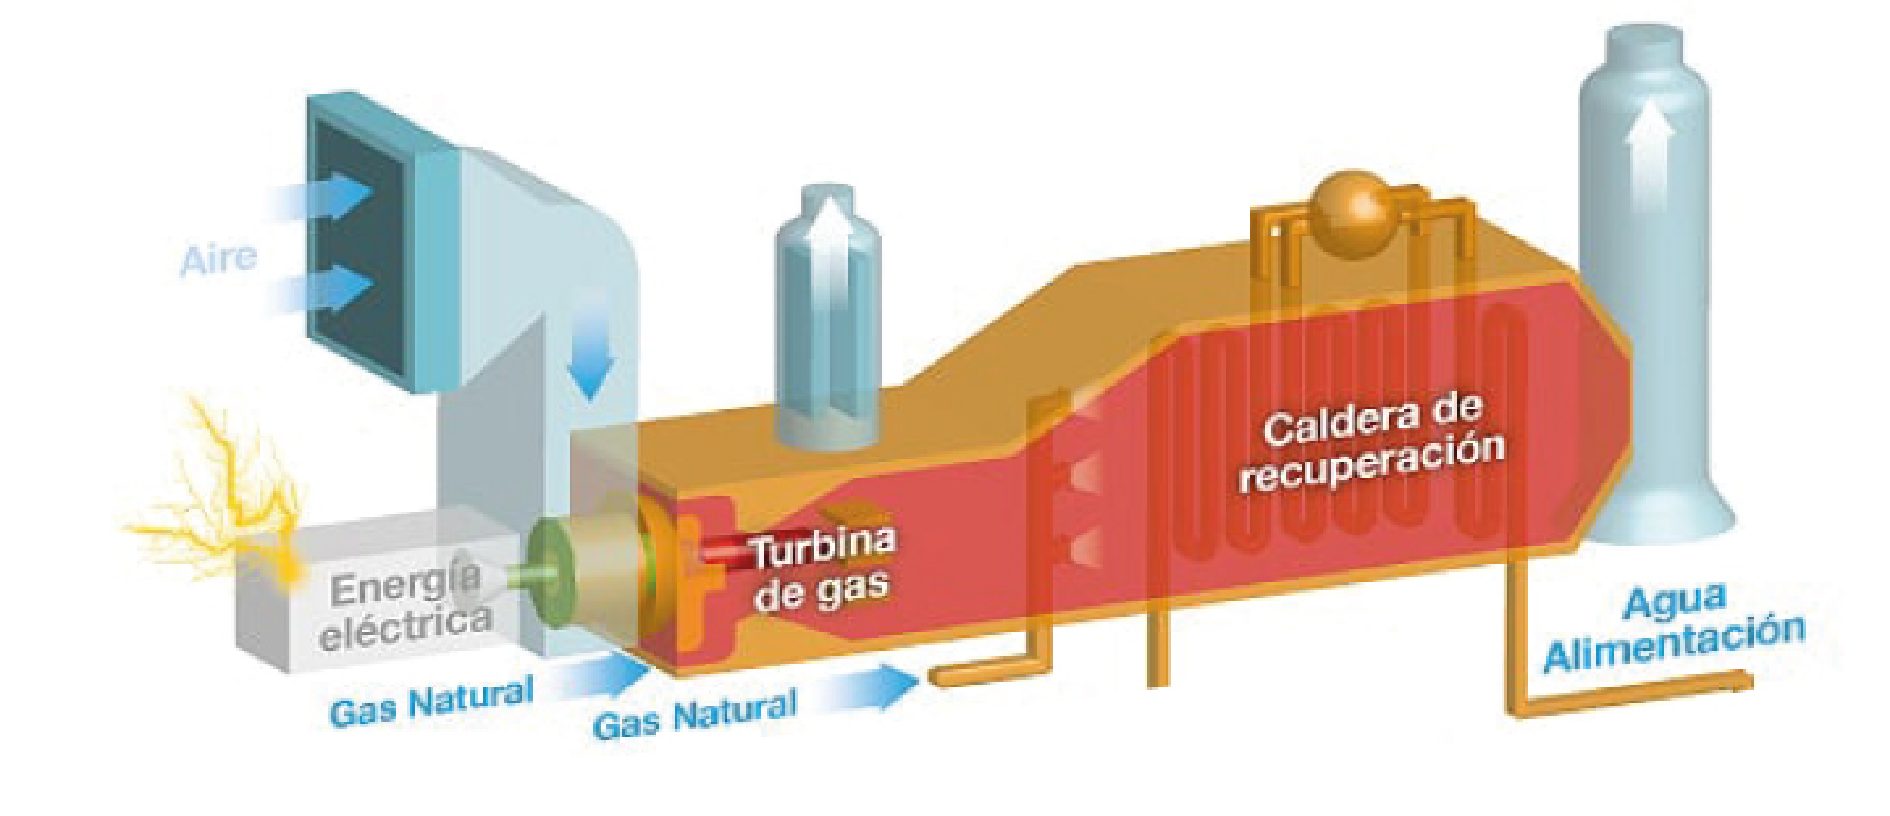 Aire
Energía
eléctrica
Gas Natural
Gas Natural
Turbina
de gas
Caldera de
recuperación
Agua
Alimentación